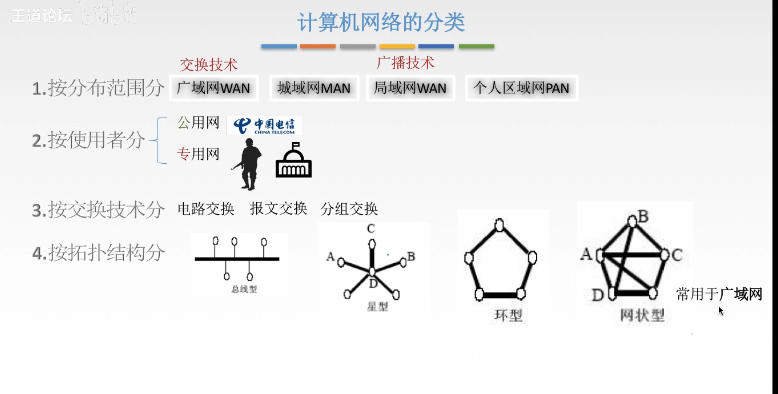 王道论坛
计算机网络的分类
交换技术 广播技术
1.按分布范围分 广域网WAN 城域网MAN 局域网WAN 个人区域网PAN
2.按使用者分
公用网 中国电信
CHINA TELECOM
专用网
3.按交换技术分 电路交换 报文交换 分组交换
4.按拓扑结构分
总线型
C
A B
D
星型
环型
B
A C
D
网状型
常用于广域网